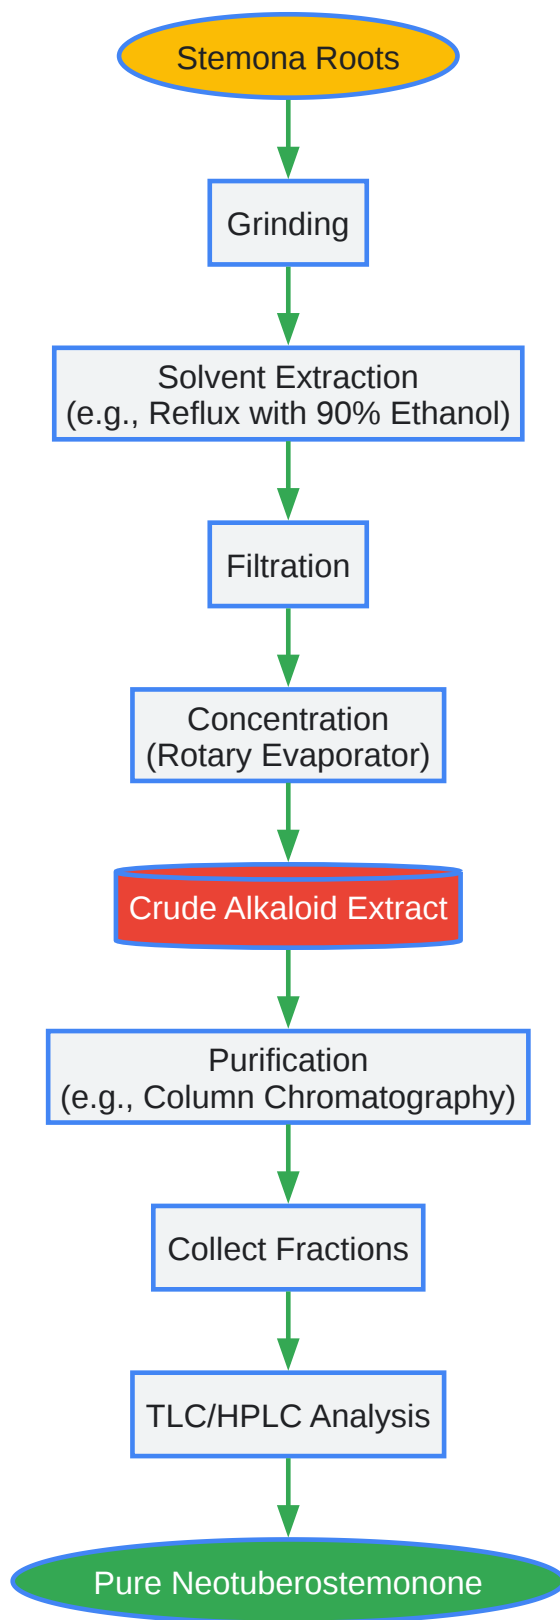 Stemona Roots
Grinding
Solvent Extraction
(e.g., Reflux with 90% Ethanol)
Filtration
Concentration
(Rotary Evaporator)
Crude Alkaloid Extract
Purification
(e.g., Column Chromatography)
Collect Fractions
TLC/HPLC Analysis
Pure Neotuberostemonone